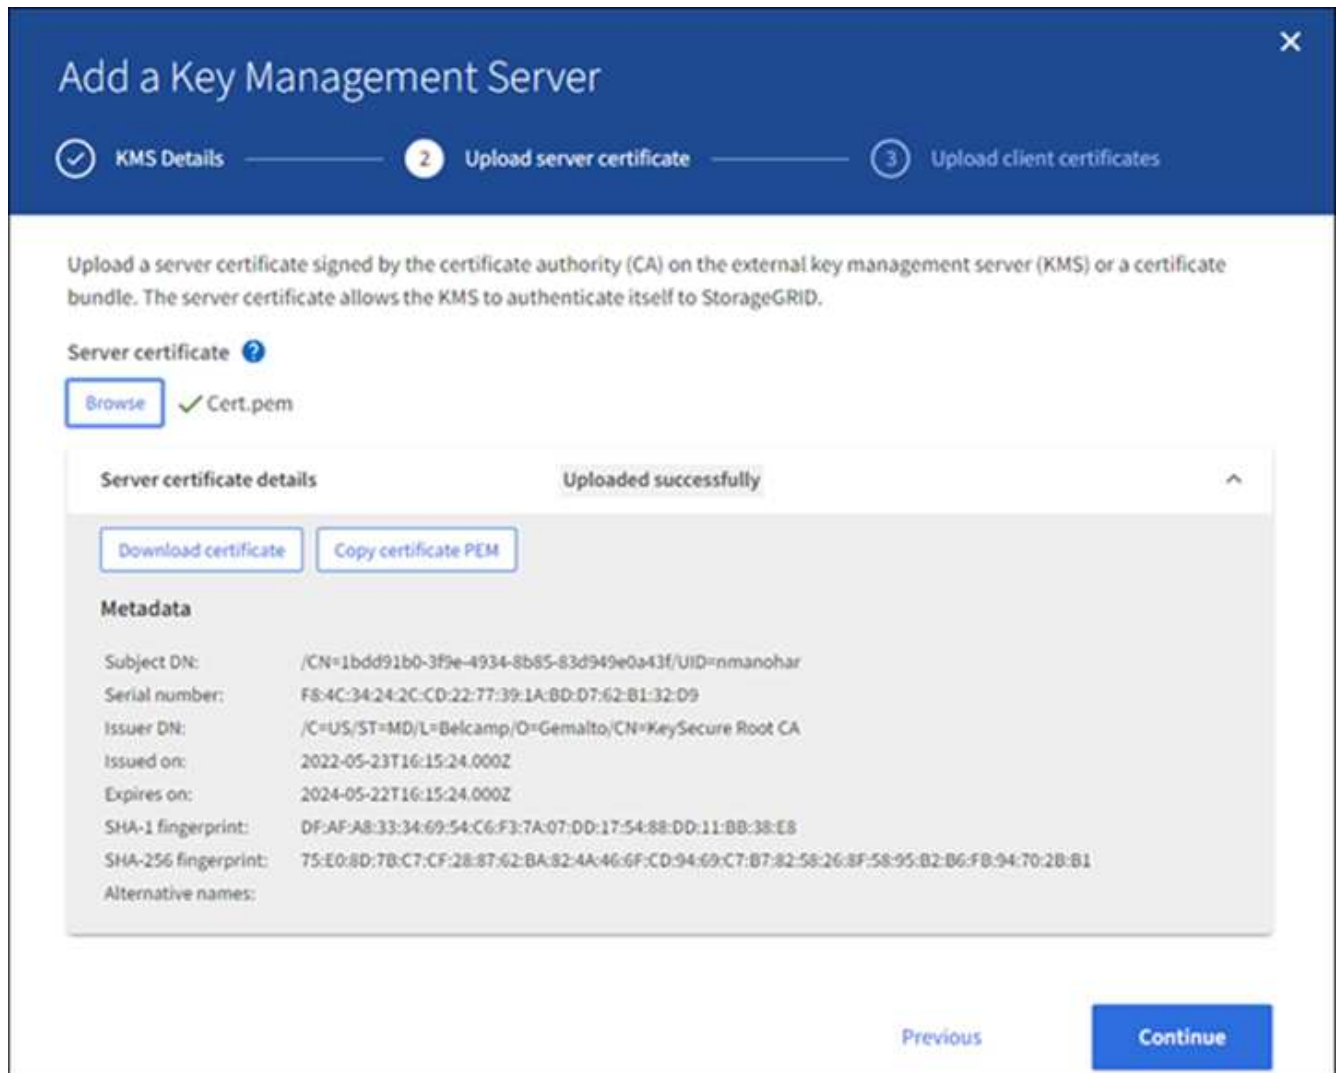 Add a Key Management Server
KMS Details
2 Upload server certificate
3 Upload client certificates
Upload a server certificate signed by the certificate authority (CA) on the external key management server (KMS) or a certificate
bundle. The server certificate allows the KMS to authenticate itself to StorageGRID.
Server certificate ?
Browse Cert.pem
Server certificate details Uploaded successfully
Download certificate Copy certificate PEM
Metadata
Subject DN: /CN=1bdd91b0-3f9e-4934-8b85-83d949e0a43f/UID=nmanohar
Serial number: F8:4C:34:24:2C:CD:22:77:39:1A:BD:D7:62:B1:32:D9
Issuer DN: /C=US/ST=MD/L=Belcamp/O=Gemalto/CN=KeySecure Root CA
Issued on: 2022-05-23T16:15:24.000Z
Expires on: 2024-05-22T16:15:24.000Z
SHA-1 fingerprint: DF:AF:A8:33:34:69:54:C6:F3:7A:07:DD:17:54:88:DD:11:BB:38:E8
SHA-256 fingerprint: 75:E0:8D:7B:C7:CF:28:87:62:BA:82:4A:46:6F:CD:94:69:C7:B7:82:58:26:8F:58:95:B2:B6:FB:94:70:2B:B1
Alternative names:
Previous Continue